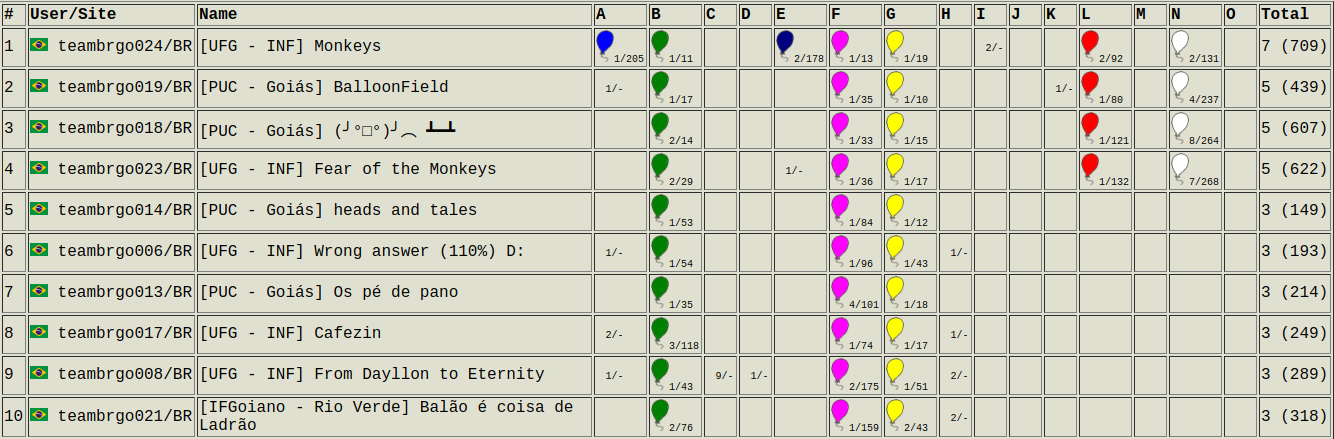 # User/Site Name A B C D E F G H I J K L M N O Total
1 teambrgo024/BR [UFG - INF] Monkeys 1/205 1/11 2/178 1/13 1/19 2/- 2/92 2/131 7 (709)
2 teambrgo019/BR [PUC - Goiás] BalloonField 1/- 1/17 1/35 1/10 1/- 1/80 4/237 5 (439)
3 teambrgo018/BR [PUC - Goiás] (╯°□°)╯︵ ┻━┻ 2/14 1/33 1/15 1/121 8/264 5 (607)
4 teambrgo023/BR [UFG - INF] Fear of the Monkeys 2/29 1/- 1/36 1/17 1/132 7/268 5 (622)
5 teambrgo014/BR [PUC - Goiás] heads and tales 1/53 1/84 1/12 3 (149)
6 teambrgo006/BR [UFG - INF] Wrong answer (110%) D: 1/- 1/54 1/96 1/43 1/- 3 (193)
7 teambrgo013/BR [PUC - Goiás] Os pé de pano 1/35 4/101 1/18 3 (214)
8 teambrgo017/BR [UFG - INF] Cafezin 2/- 3/118 1/74 1/17 1/- 3 (249)
9 teambrgo008/BR [UFG - INF] From Dayllon to Eternity 1/- 1/43 9/- 1/- 2/175 1/51 2/- 3 (289)
10 teambrgo021/BR [IFGoiano - Rio Verde] Balão é coisa de
Ladrão 2/76 1/159 2/43 2/- 3 (318)